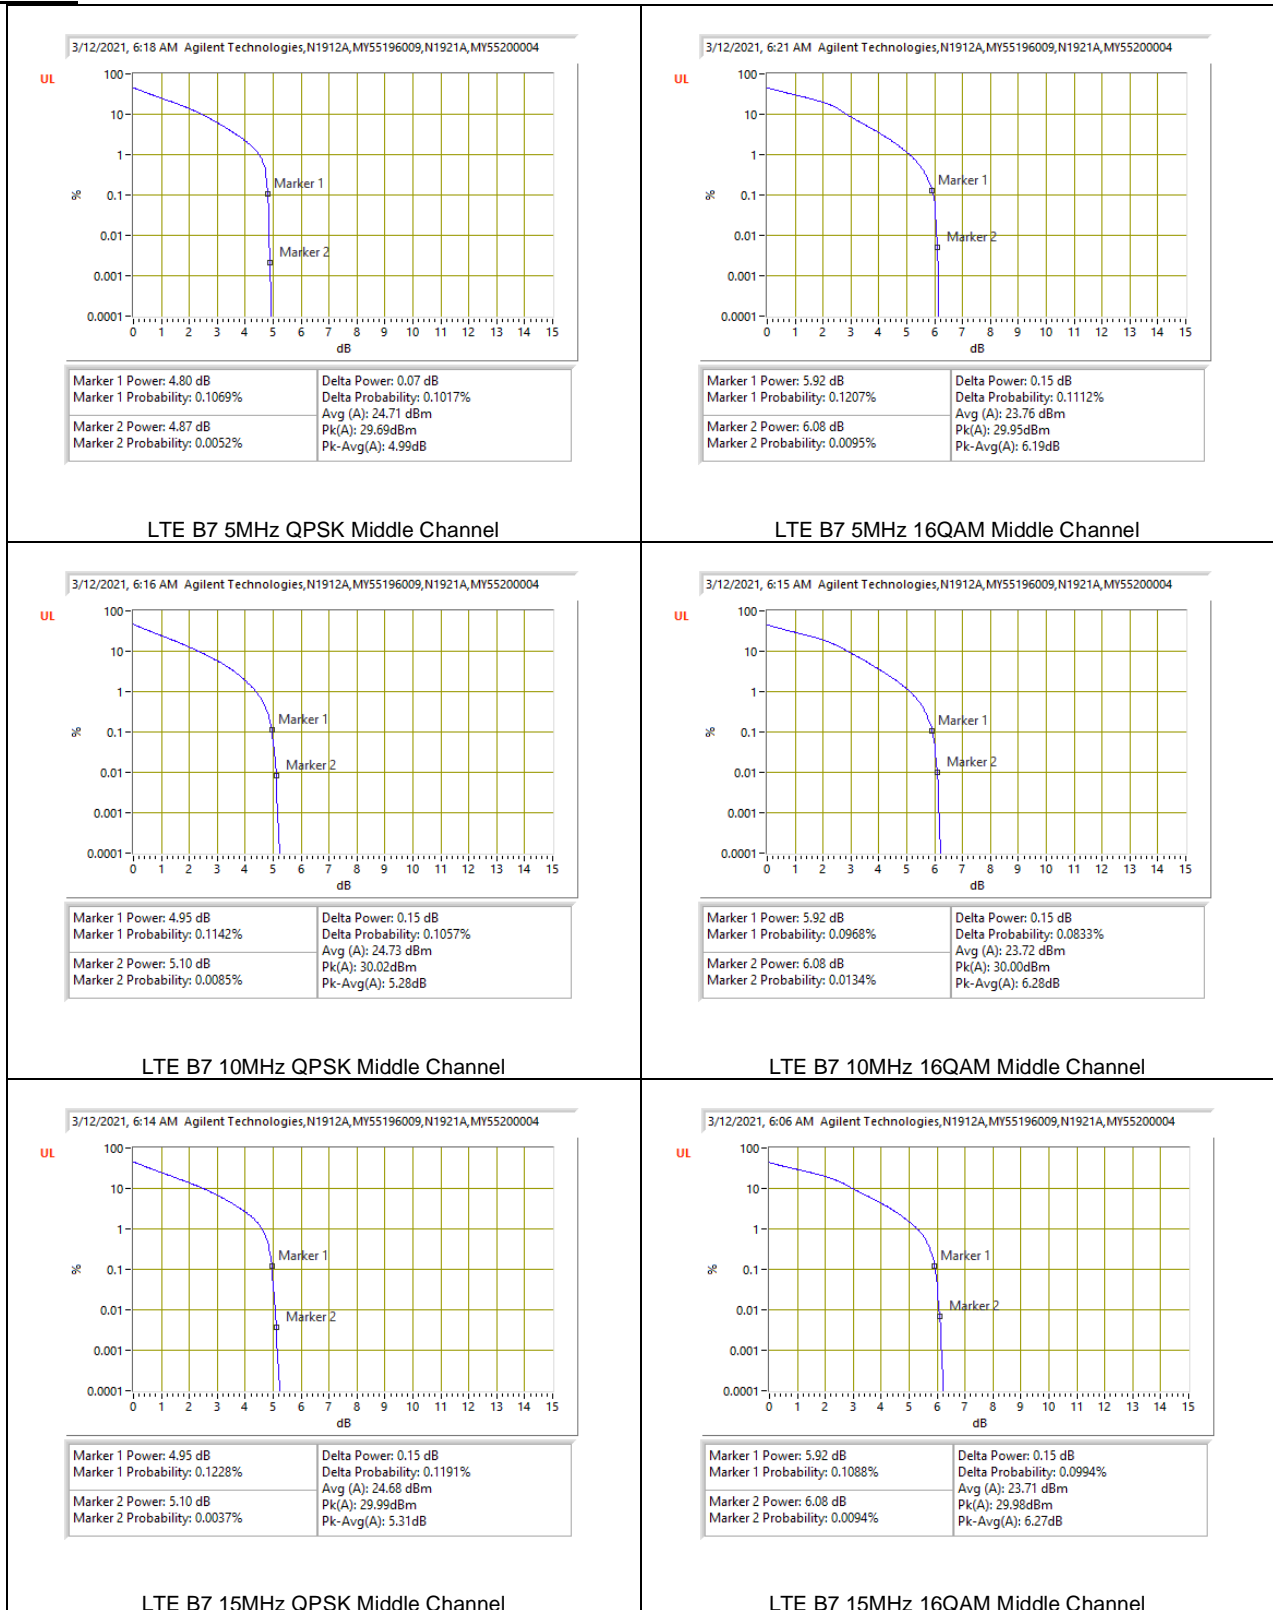 3/12/2021, 6:18 AM  Agilent Technologies,N1912A,MY55196009,N1921A,MY55200004
UL
100
10
1
0.1
0.01
0.001
0.0001
%
Marker 1
Marker 2
0 1 2 3 4 5 6 7 8 9 10 11 12 13 14 15
dB
Marker 1 Power: 4.80 dB
Marker 1 Probability: 0.1069%
Marker 2 Power: 4.87 dB
Marker 2 Probability: 0.0052%
Delta Power: 0.07 dB
Delta Probability: 0.1017%
Avg (A): 24.71 dBm
Pk(A): 29.69dBm
Pk-Avg(A): 4.99dB
LTE B7 5MHz QPSK Middle Channel
3/12/2021, 6:21 AM  Agilent Technologies,N1912A,MY55196009,N1921A,MY55200004
UL
100
10
1
0.1
0.01
0.001
0.0001
%
Marker 1
Marker 2
0 1 2 3 4 5 6 7 8 9 10 11 12 13 14 15
dB
Marker 1 Power: 5.92 dB
Marker 1 Probability: 0.1207%
Marker 2 Power: 6.08 dB
Marker 2 Probability: 0.0095%
Delta Power: 0.15 dB
Delta Probability: 0.1112%
Avg (A): 23.76 dBm
Pk(A): 29.95dBm
Pk-Avg(A): 6.19dB
LTE B7 5MHz 16QAM Middle Channel
3/12/2021, 6:16 AM  Agilent Technologies,N1912A,MY55196009,N1921A,MY55200004
UL
100
10
1
0.1
0.01
0.001
0.0001
%
Marker 1
Marker 2
0 1 2 3 4 5 6 7 8 9 10 11 12 13 14 15
dB
Marker 1 Power: 4.95 dB
Marker 1 Probability: 0.1142%
Marker 2 Power: 5.10 dB
Marker 2 Probability: 0.0085%
Delta Power: 0.15 dB
Delta Probability: 0.1057%
Avg (A): 24.73 dBm
Pk(A): 30.02dBm
Pk-Avg(A): 5.28dB
LTE B7 10MHz QPSK Middle Channel
3/12/2021, 6:15 AM  Agilent Technologies,N1912A,MY55196009,N1921A,MY55200004
UL
100
10
1
0.1
0.01
0.001
0.0001
%
Marker 1
Marker 2
0 1 2 3 4 5 6 7 8 9 10 11 12 13 14 15
dB
Marker 1 Power: 5.92 dB
Marker 1 Probability: 0.0968%
Marker 2 Power: 6.08 dB
Marker 2 Probability: 0.0134%
Delta Power: 0.15 dB
Delta Probability: 0.0833%
Avg (A): 23.72 dBm
Pk(A): 30.00dBm
Pk-Avg(A): 6.28dB
LTE B7 10MHz 16QAM Middle Channel
3/12/2021, 6:14 AM  Agilent Technologies,N1912A,MY55196009,N1921A,MY55200004
UL
100
10
1
0.1
0.01
0.001
0.0001
%
Marker 1
Marker 2
0 1 2 3 4 5 6 7 8 9 10 11 12 13 14 15
dB
Marker 1 Power: 4.95 dB
Marker 1 Probability: 0.1228%
Marker 2 Power: 5.10 dB
Marker 2 Probability: 0.0037%
Delta Power: 0.15 dB
Delta Probability: 0.1191%
Avg (A): 24.68 dBm
Pk(A): 29.99dBm
Pk-Avg(A): 5.31dB
LTE B7 15MHz QPSK Middle Channel
3/12/2021, 6:06 AM  Agilent Technologies,N1912A,MY55196009,N1921A,MY55200004
UL
100
10
1
0.1
0.01
0.001
0.0001
%
Marker 1
Marker 2
0 1 2 3 4 5 6 7 8 9 10 11 12 13 14 15
dB
Marker 1 Power: 5.92 dB
Marker 1 Probability: 0.1088%
Marker 2 Power: 6.08 dB
Marker 2 Probability: 0.0094%
Delta Power: 0.15 dB
Delta Probability: 0.0994%
Avg (A): 23.71 dBm
Pk(A): 29.98dBm
Pk-Avg(A): 6.27dB
LTE B7 15MHz 16QAM Middle Channel